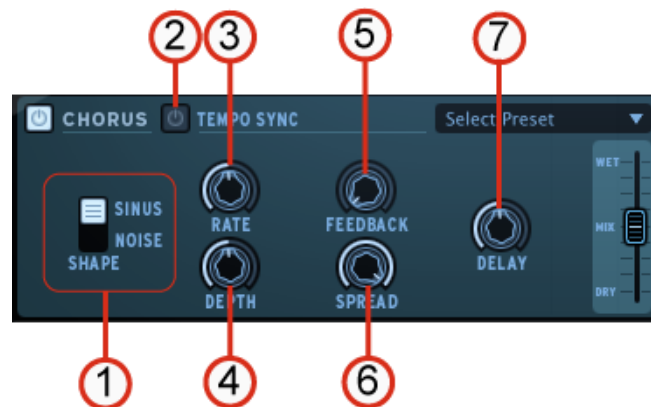 2 3 5 7
CHORUS TEMPO SYNC Select Preset
WET
SINUS
NOISE
SHAPE
RATE FEEDBACK
MIX
DELAY
DEPTH SPREAD
DRY
1 4 6